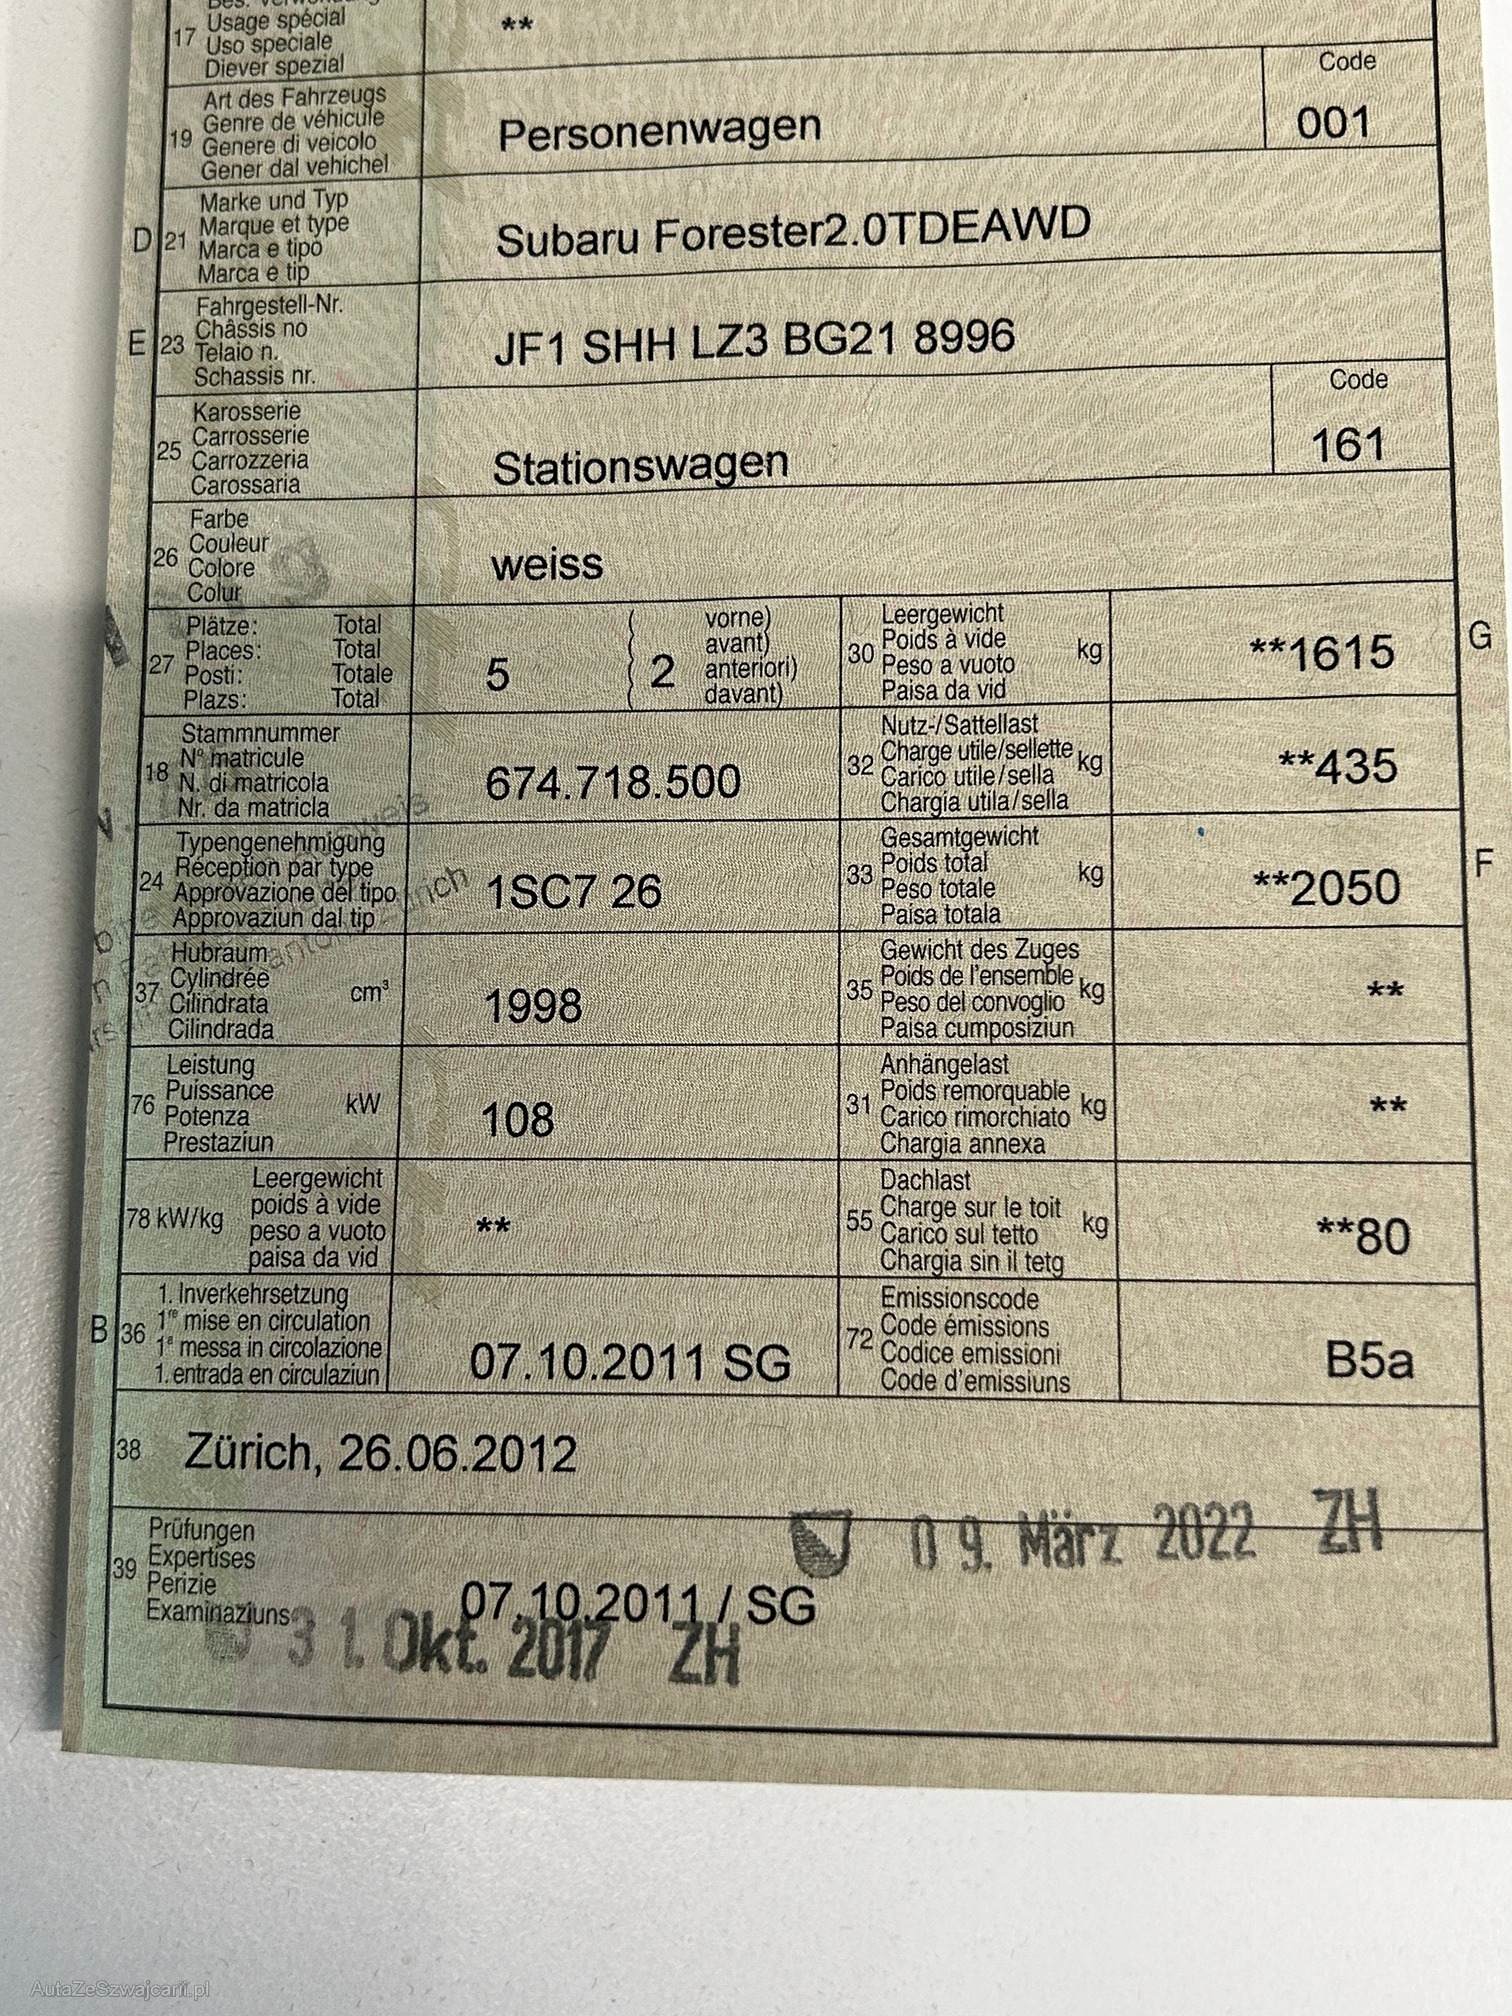 17 Usage spécial **
Uso speciale
Diever spezial
Art des Fahrzeugs Code
19 Genre de véhicule Personenwagen 001
Genere di veicolo
Gener dal vehichel
Marke und Typ
D 21 Marque et type Subaru Forester2.0TDEAWD
Marca e tipo
Marca e tip
Fahrgestell-Nr.
E 23 Châssis no JF1 SHH LZ3 BG21 8996
Telaio n.
Schassis nr.
Karosserie Code
25 Carrosserie Stationswagen 161
Carrozzeria
Carossaria
Farbe
26 Couleur weiss
Colore
Colur
Plätze: Total vorne) Leergewicht
27 Places: Total 5 2 avant) 30 Poids à vide kg **1615 G
Posti: Totale anteriori) Peso a vuoto
Plazs: Total davant) Paisa da vid
Stammnummer Nutz-/Sattellast
18 N° matricule 674.718.500 32 Charge utile/sellette kg **435
N. di matricola Carico utile/sella
Nr. da matricla Chargia utila/sella
Typengenehmigung Gesamtgewicht
24 Réception par type 1SC7 26 33 Poids total kg **2050 F
Approvazione del tipo Peso totale
Approvaziun dal tip Paisa totala
Hubraum Gewicht des Zuges
37 Cylindrée cm³ 1998 35 Poids de l'ensemble kg **
Cilindrata Peso del convoglio
Cilindrada Paisa cumposiziun
Leistung Anhängelast
76 Puissance kW 108 31 Poids remorquable kg **
Potenza Carico rimorchiato
Prestaziun Chargia annexa
Leergewicht Dachlast
78 kW/kg poids à vide ** 55 Charge sur le toit kg **80
peso a vuoto Carico sul tetto
paisa da vid Chargia sin il tetg
1. Inverkehrsetzung Emissionscode
B 36 1re mise en circulation 07.10.2011 SG 72 Code émissions B5a
1a messa in circolazione Codice emissioni
1. entrada en circulaziun Code d'emissiuns
38 Zürich, 26.06.2012
Prüfungen 09. März 2022 ZH
39 Expertises
Perizie 07.10.2011 / SG
Examinaziuns
31. Okt. 2017 ZH
AutaZeSzwajcarii.pl